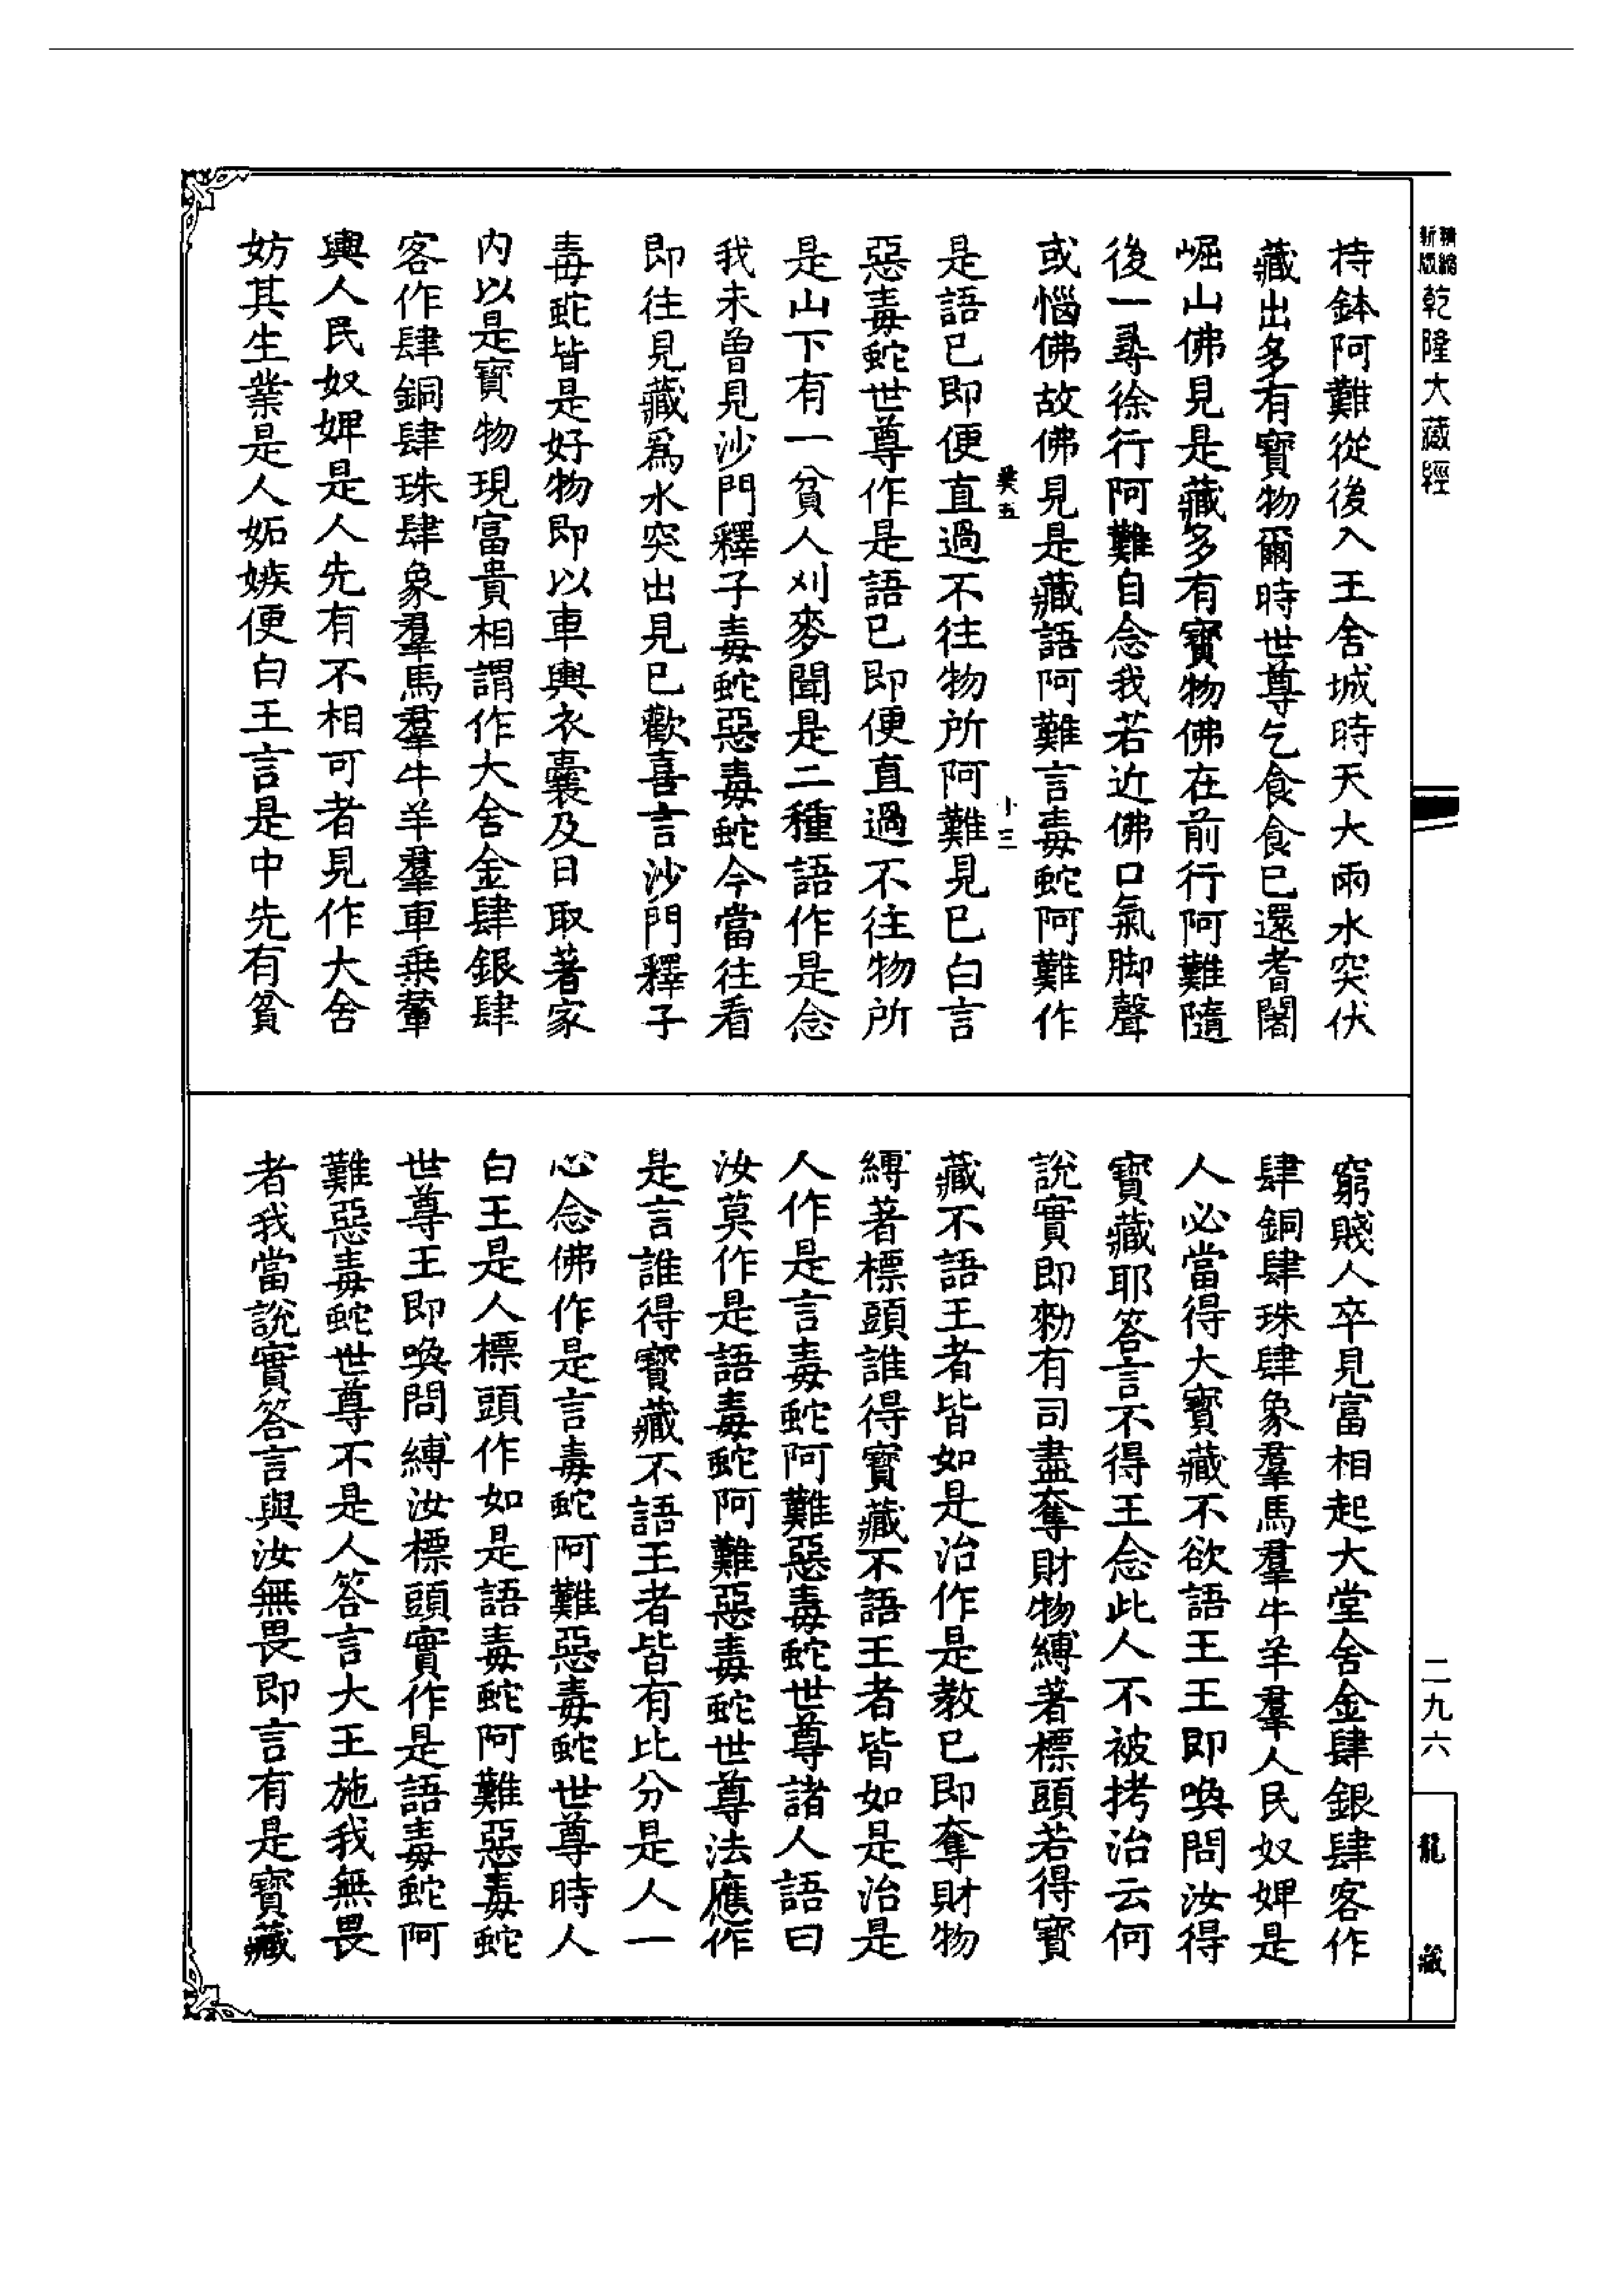 精縮新版乾隆大藏經
持鉢阿難從後入王舍城時天大雨水突伏
藏出多有寶物爾時世尊乞食食已還耆闍
崛山佛見是藏多有寶物佛在前行阿難隨
後一尋徐行阿難自念我若近佛口氣脚聲
或惱佛故佛見是藏語阿難言毒蛇阿難作
奕五
十三
是語已即便直過不往物所阿難見已白言
惡毒蛇世尊作是語已即便直過不往物所
是山下有一貧人刈麥聞是二種語作是念
我未曾見沙門釋子毒蛇惡毒蛇今當往看
即往見藏爲水突出見已歡喜言沙門釋子
毒蛇皆是好物即以車輿衣囊及日取著家
內以是寶物現富貴相謂作大舍金肆銀肆
客作肆銅肆珠肆象羣馬羣牛羊羣車乘輦
輿人民奴婢是人先有不相可者見作大舍
妨其生業是人妬嫉便白王言是中先有貧
窮賤人卒見富相起大堂舍金肆銀肆客作
肆銅肆珠肆象羣馬羣牛羊羣人民奴婢是
人必當得大寶藏不欲語王王即喚問汝得
寶藏耶答言不得王念此人不被拷治云何
說實即勑有司盡奪財物縛著標頭若得寶
藏不語王者皆如是治作是教已即奪財物
縛著標頭誰得寶藏不語王者皆如是治是
人作是言毒蛇阿難惡毒蛇世尊諸人語曰
汝莫作是語毒蛇阿難惡毒蛇世尊法應作
是言誰得寶藏不語王者皆有比分是人一
心念佛作是言毒蛇阿難惡毒蛇世尊時人
白王是人標頭作如是語毒蛇阿難惡毒蛇
世尊王即喚問縛汝標頭實作是語毒蛇阿
難惡毒蛇世尊不是人答言大王施我無畏
者我當說實答言與汝無畏即言有是寶藏
二九六
龍藏